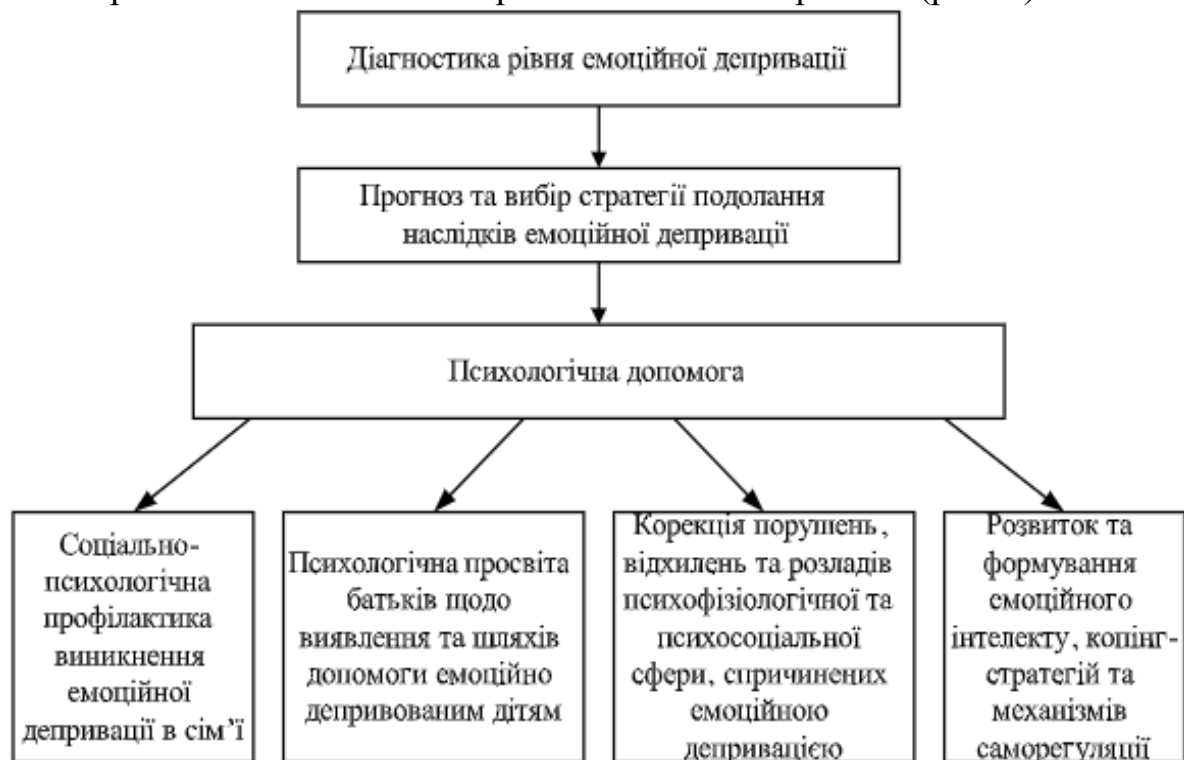 Діагностика рівня емоційної депривації
Прогноз та вибір стратегії подолання
наслідків емоційної депривації
Психологічна допомога
Соціально-
психологічна
профілактика
виникнення
емоційної
депривації в сім’ї
Психологічна просвіта
батьків щодо
виявлення та шляхів
допомоги емоційно
депривованим дітям
Корекція порушень,
відхилень та розладів
психофізіологічної та
психосоціальної
сфери, спричинених
емоційною
депривацією
Розвиток та
формування
емоційного
інтелекту, копінг-
стратегій та
механізмів
саморегуляції